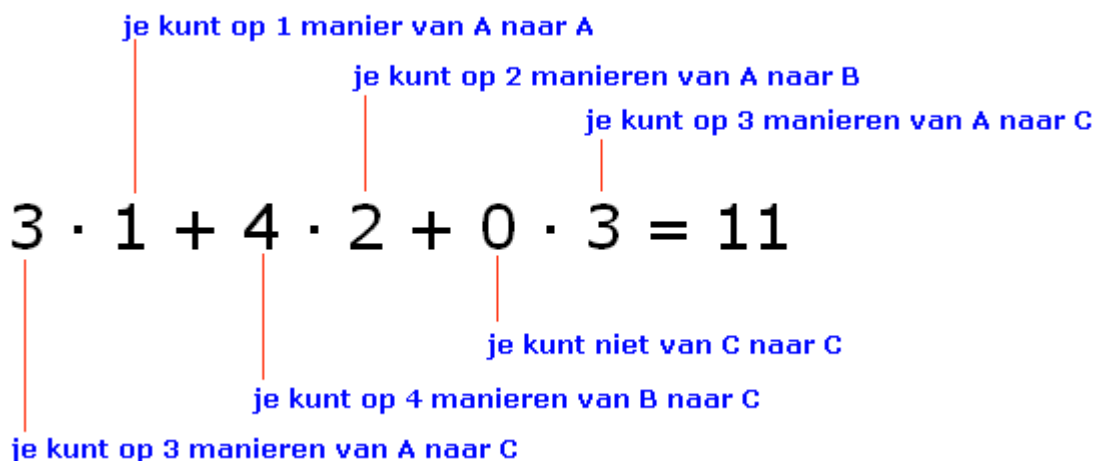 je kunt op 1 manier van A naar A
je kunt op 2 manieren van A naar B
je kunt op 3 manieren van A naar C
3 · 1 + 4 · 2 + 0 · 3 = 11
je kunt niet van C naar C
je kunt op 4 manieren van B naar C
je kunt op 3 manieren van A naar C